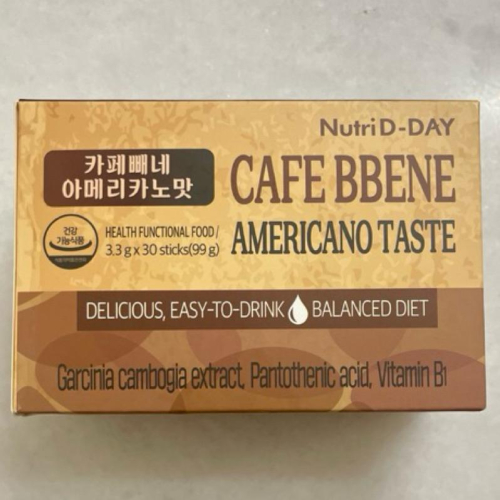 Nutri D-DAY
카페빼네
아메리카노맛
CAFE BBENE
AMERICANO TASTE
건강
기능식품
HEALTH FUNCTIONAL FOOD /
3.3 g x 30 sticks(99 g)
DELICIOUS, EASY-TO-DRINK BALANCED DIET
Garcinia cambogia extract, Pantothenic acid, Vitamin B1